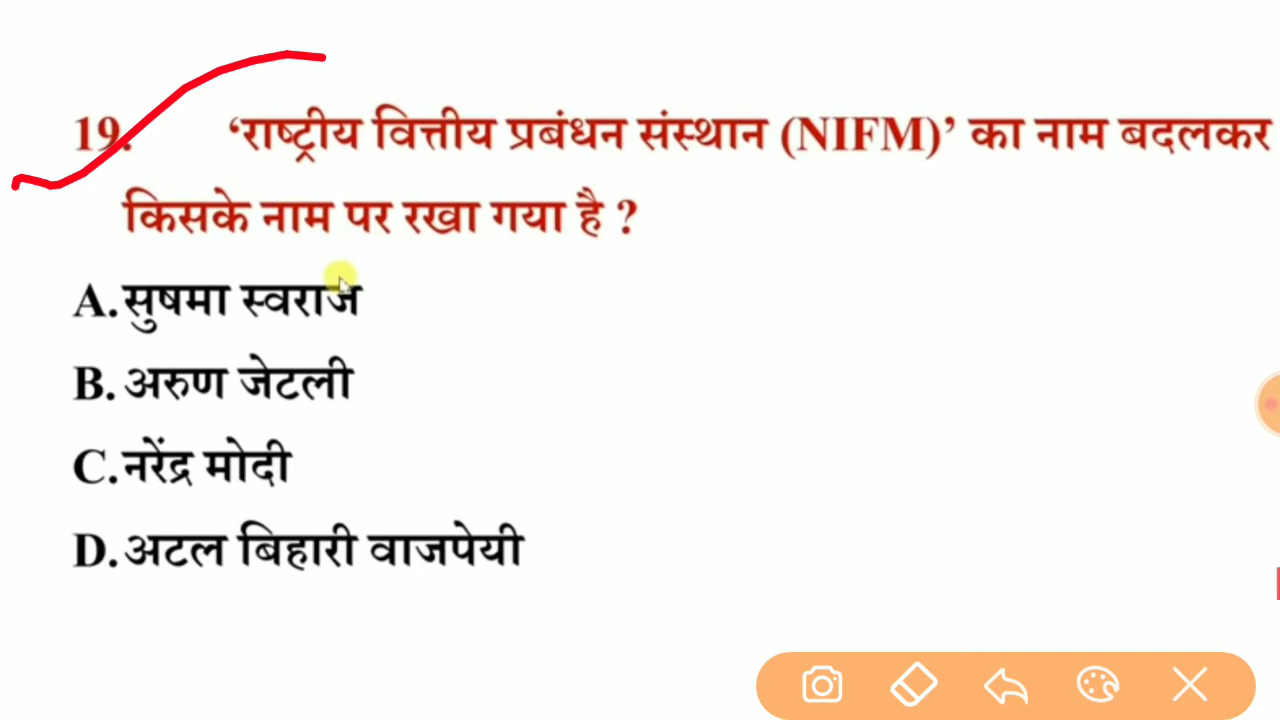 19. ‘राष्ट्रीय वित्तीय प्रबंधन संस्थान (NIFM)’ का नाम बदलकर
किसके नाम पर रखा गया है ?
A. सुषमा स्वराज
B. अरुण जेटली
C. नरेंद्र मोदी
D. अटल बिहारी वाजपेयी